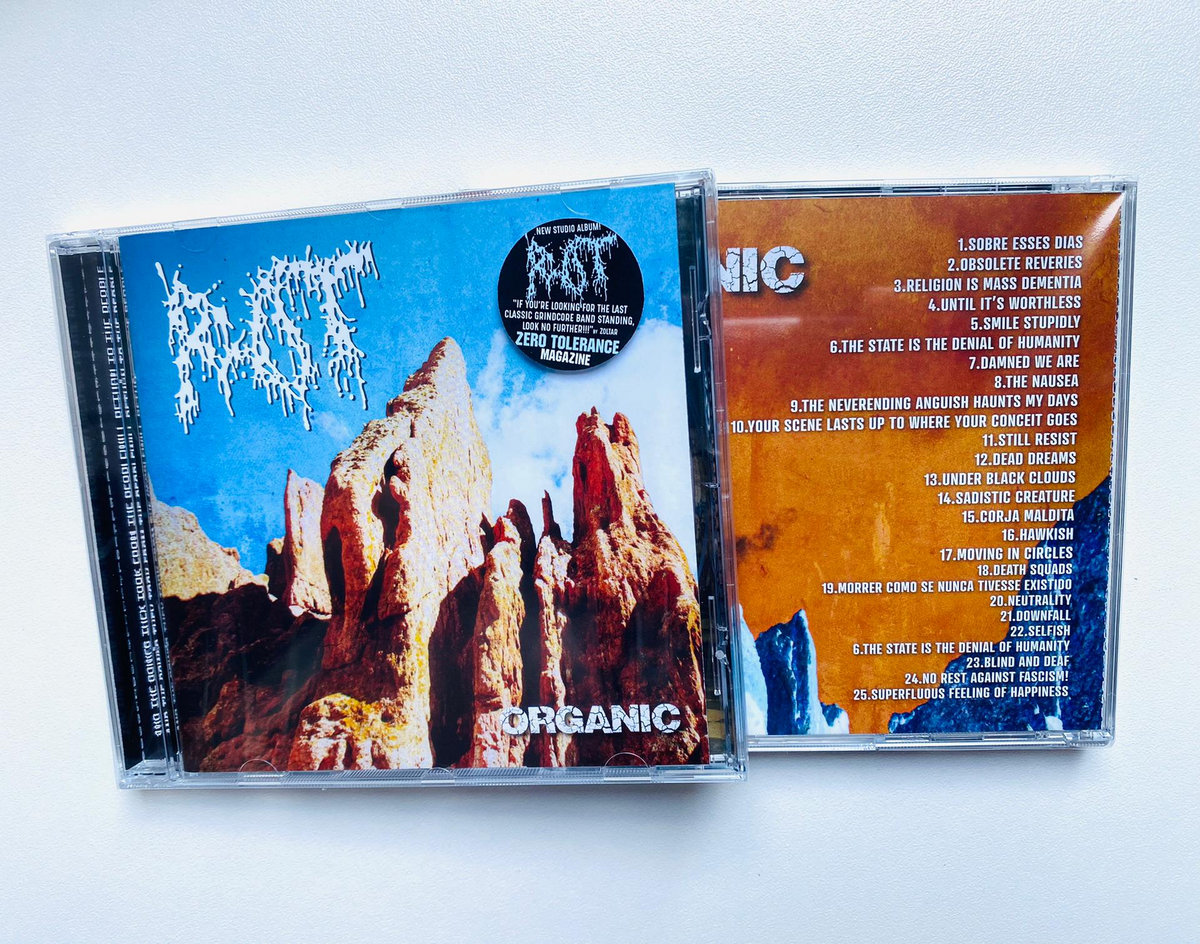 ROT
NEW STUDIO ALBUM!
ROT
"IF YOU'RE LOOKING FOR THE LAST
CLASSIC GRINDCORE BAND STANDING,
LOOK NO FURTHER!!!" BY ZOLTAR
ZERO TOLERANCE
MAGAZINE
ORGANIC
NIC
1.SOBRE ESSES DIAS
2.OBSOLETE REVERIES
3.RELIGION IS MASS DEMENTIA
4.UNTIL IT'S WORTHLESS
5.SMILE STUPIDLY
6.THE STATE IS THE DENIAL OF HUMANITY
7.DAMNED WE ARE
8.THE NAUSEA
9.THE NEVERENDING ANGUISH HAUNTS MY DAYS
10.YOUR SCENE LASTS UP TO WHERE YOUR CONCEIT GOES
11.STILL RESIST
12.DEAD DREAMS
13.UNDER BLACK CLOUDS
14.SADISTIC CREATURE
15.CORJA MALDITA
16.HAWKISH
17.MOVING IN CIRCLES
18.DEATH SQUADS
19.MORRER COMO SE NUNCA TIVESSE EXISTIDO
20.NEUTRALITY
21.DOWNFALL
22.SELFISH
6.THE STATE IS THE DENIAL OF HUMANITY
23.BLIND AND DEAF
24.NO REST AGAINST FASCISM!
25.SUPERFLUOUS FEELING OF HAPPINESS